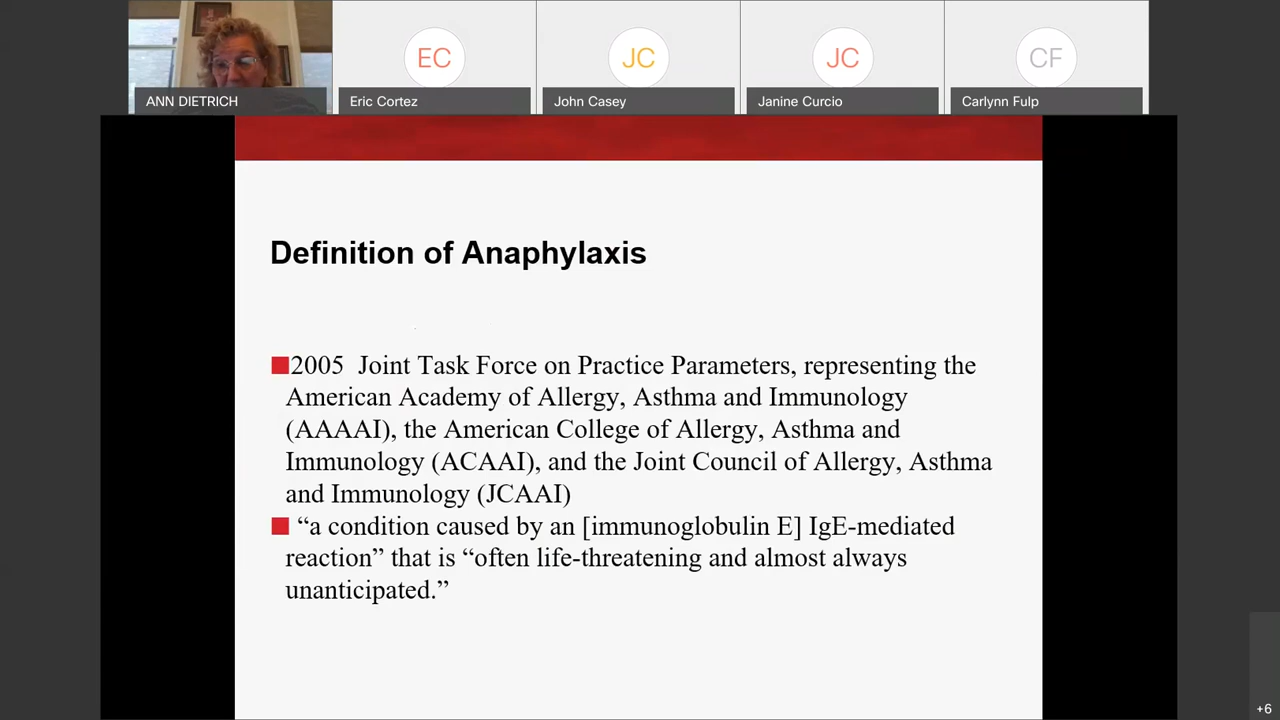 ANN DIETRICH
EC
Eric Cortez
JC
John Casey
JC
Janine Curcio
CF
Carlynn Fulp
Definition of Anaphylaxis
2005 Joint Task Force on Practice Parameters, representing the
American Academy of Allergy, Asthma and Immunology
(AAAAI), the American College of Allergy, Asthma and
Immunology (ACAAI), and the Joint Council of Allergy, Asthma
and Immunology (JCAAI)
“a condition caused by an [immunoglobulin E] IgE-mediated
reaction” that is “often life-threatening and almost always
unanticipated.”
+6